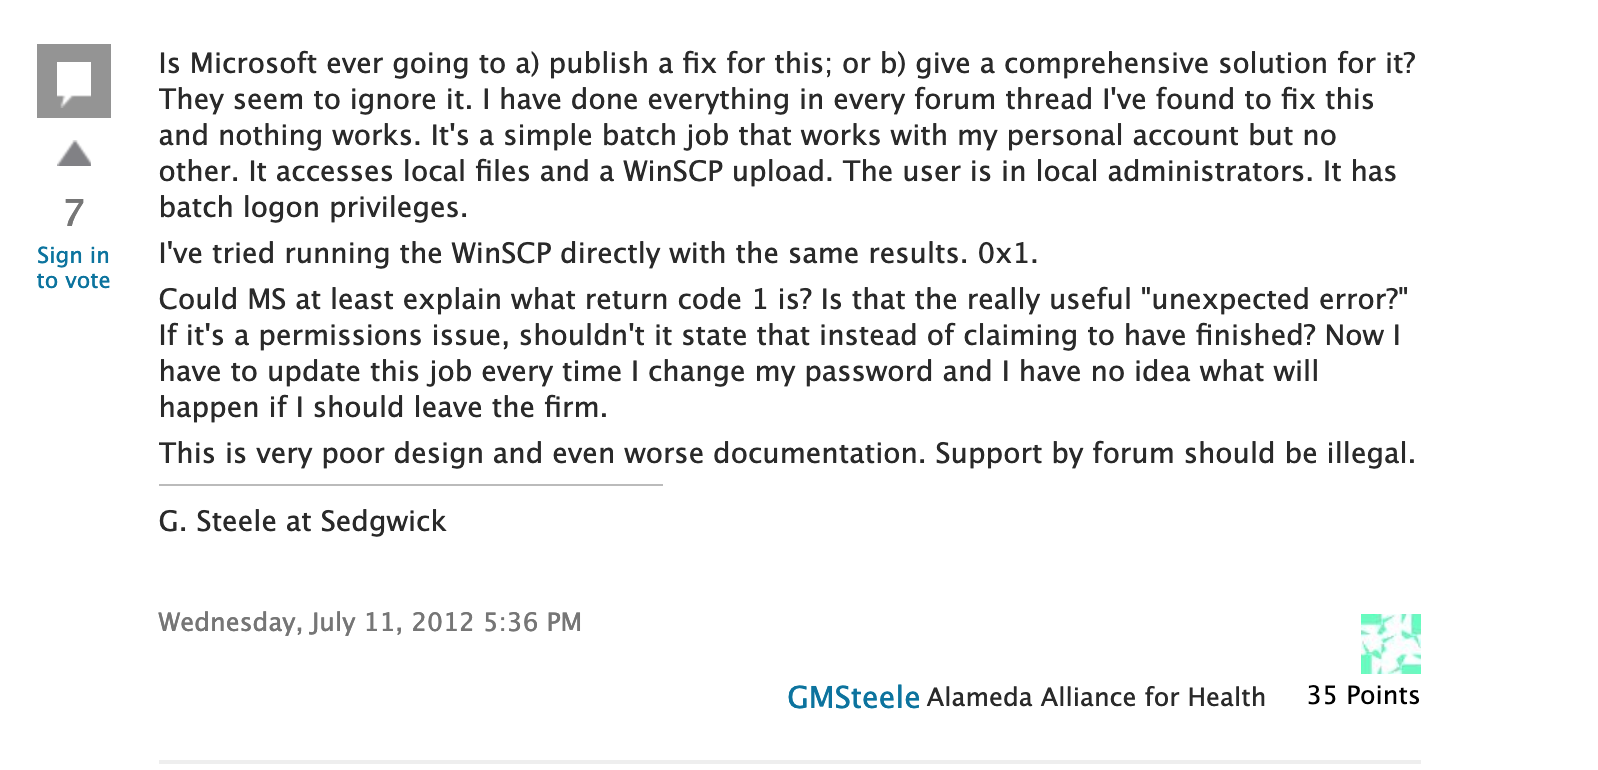 Is Microsoft ever going to a) publish a fix for this; or b) give a comprehensive solution for it?
They seem to ignore it. I have done everything in every forum thread I've found to fix this
and nothing works. It's a simple batch job that works with my personal account but no
other. It accesses local files and a WinSCP upload. The user is in local administrators. It has
batch logon privileges.
7
Sign in
to vote
I've tried running the WinSCP directly with the same results. 0x1.
Could MS at least explain what return code 1 is? Is that the really useful "unexpected error?"
If it's a permissions issue, shouldn't it state that instead of claiming to have finished? Now I
have to update this job every time I change my password and I have no idea what will
happen if I should leave the firm.
This is very poor design and even worse documentation. Support by forum should be illegal.
G. Steele at Sedgwick
Wednesday, July 11, 2012 5:36 PM
GMSteele Alameda Alliance for Health 35 Points